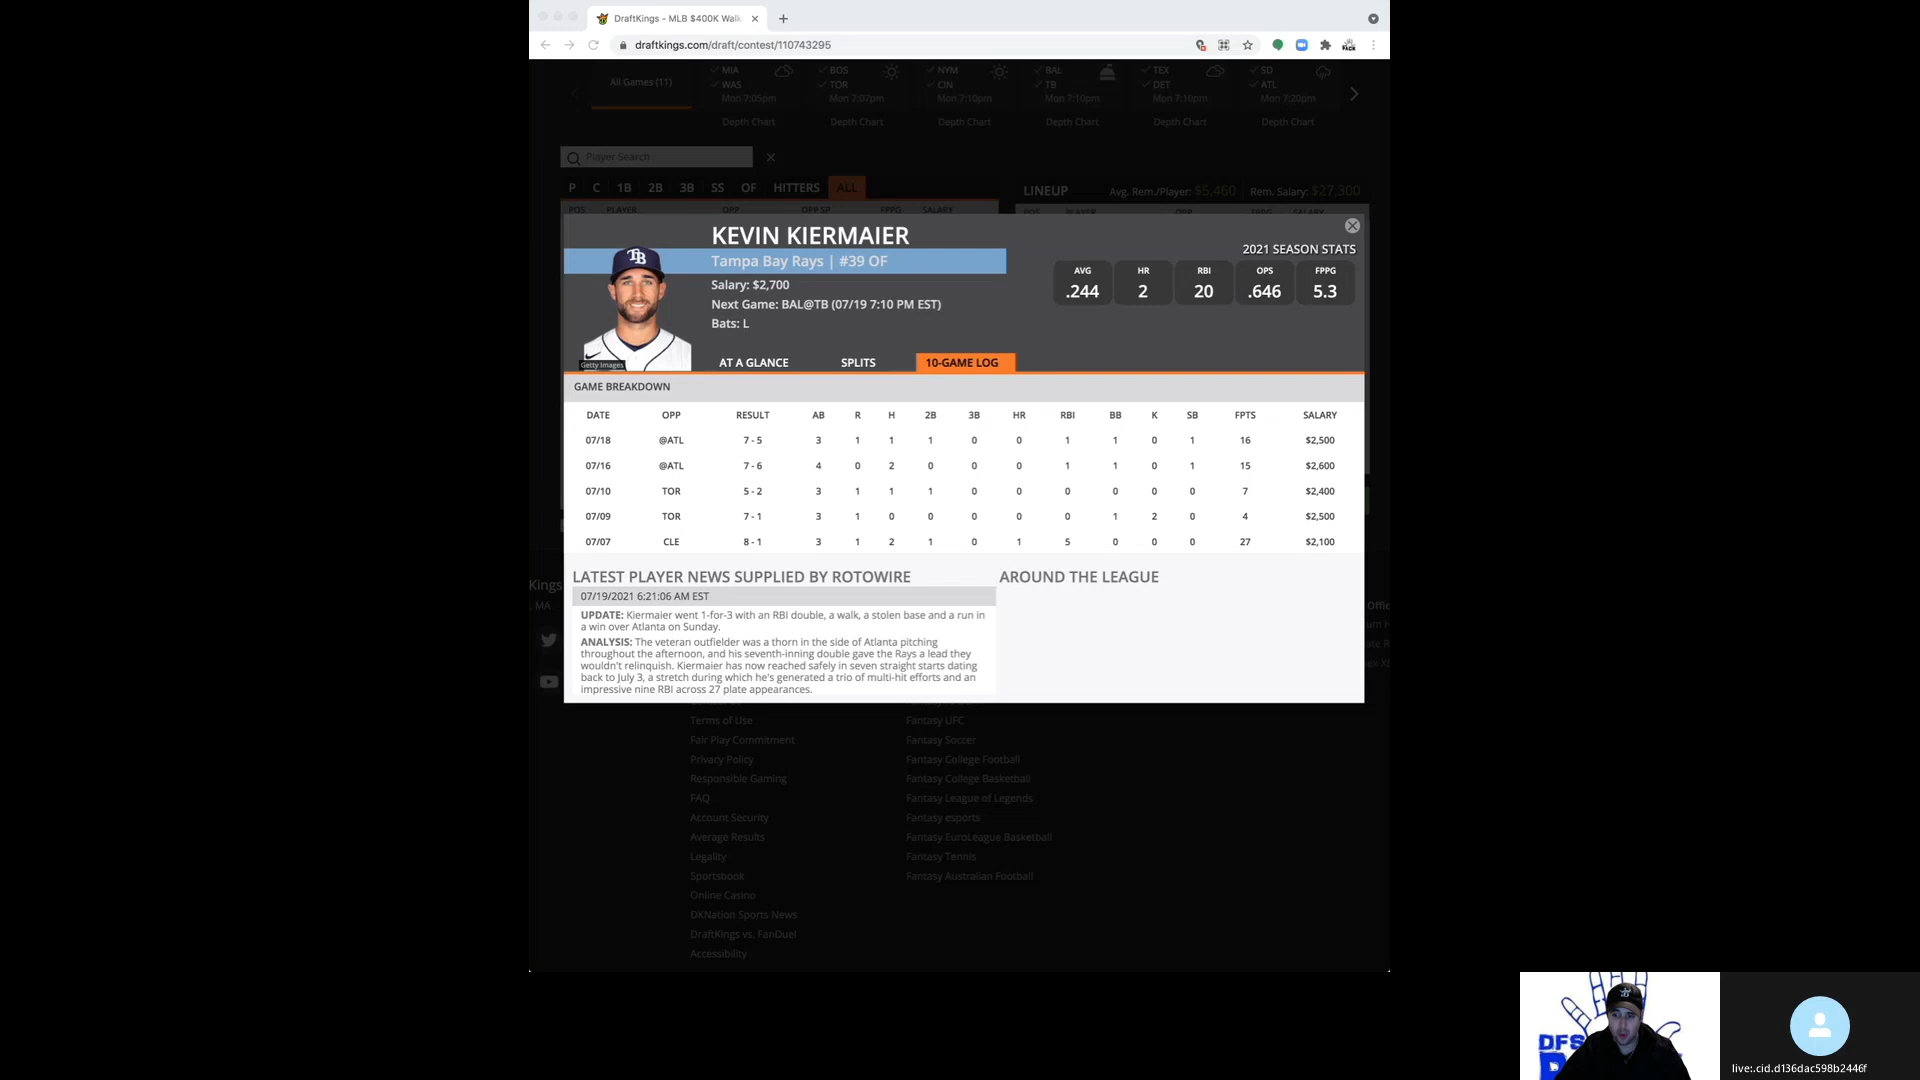 DraftKings - MLB $400K Walk
draftkings.com/draft/contest/110743295
All Games (11)
MIA
WAS
Mon 7:05pm
BOS
TOR
Mon 7:07pm
NYM
CIN
Mon 7:10pm
BAL
TB
Mon 7:10pm
TEX
DET
Mon 7:10pm
SD
ATL
Mon 7:20pm
Depth Chart Depth Chart Depth Chart Depth Chart Depth Chart Depth Chart
Player Search
P C 1B 2B 3B SS OF HITTERS ALL
LINEUP Avg. Rem./Player: $5,460 Rem. Salary: $27,300
POS PLAYER OPP OPP SP FPPG SALARY
KEVIN KIERMAIER
Tampa Bay Rays | #39 OF
Salary: $2,700
Next Game: BAL@TB (07/19 7:10 PM EST)
Bats: L
TB
Getty Images
2021 SEASON STATS
AVG HR RBI OPS FPPG
.244 2 20 .646 5.3
AT A GLANCE SPLITS 10-GAME LOG
GAME BREAKDOWN
DATE OPP RESULT AB R H 2B 3B HR RBI BB K SB FPTS SALARY
07/18 @ATL 7 - 5 3 1 1 1 0 0 1 1 0 1 16 $2,500
07/16 @ATL 7 - 6 4 0 2 0 0 0 1 1 0 1 15 $2,600
07/10 TOR 5 - 2 3 1 1 1 0 0 0 0 0 0 7 $2,400
07/09 TOR 7 - 1 3 1 0 0 0 0 0 1 2 0 4 $2,500
07/07 CLE 8 - 1 3 1 2 1 0 1 5 0 0 0 27 $2,100
LATEST PLAYER NEWS SUPPLIED BY ROTOWIRE
07/19/2021 6:21:06 AM EST
UPDATE: Kiermaier went 1-for-3 with an RBI double, a walk, a stolen base and a run in
a win over Atlanta on Sunday.
ANALYSIS: The veteran outfielder was a thorn in the side of Atlanta pitching
throughout the afternoon, and his seventh-inning double gave the Rays a lead they
wouldn't relinquish. Kiermaier has now reached safely in seven straight starts dating
back to July 3, a stretch during which he's generated a trio of multi-hit efforts and an
impressive nine RBI across 27 plate appearances.
AROUND THE LEAGUE
Kings
, MA
Terms of Use
Fair Play Commitment
Privacy Policy
Responsible Gaming
FAQ
Account Security
Average Results
Legality
Sportsbook
Online Casino
DKNation Sports News
DraftKings vs. FanDuel
Accessibility
Fantasy UFC
Fantasy Soccer
Fantasy College Football
Fantasy College Basketball
Fantasy League of Legends
Fantasy esports
Fantasy EuroLeague Basketball
Fantasy Tennis
Fantasy Australian Football
DFS
live:.cid.d136dac598b2446f